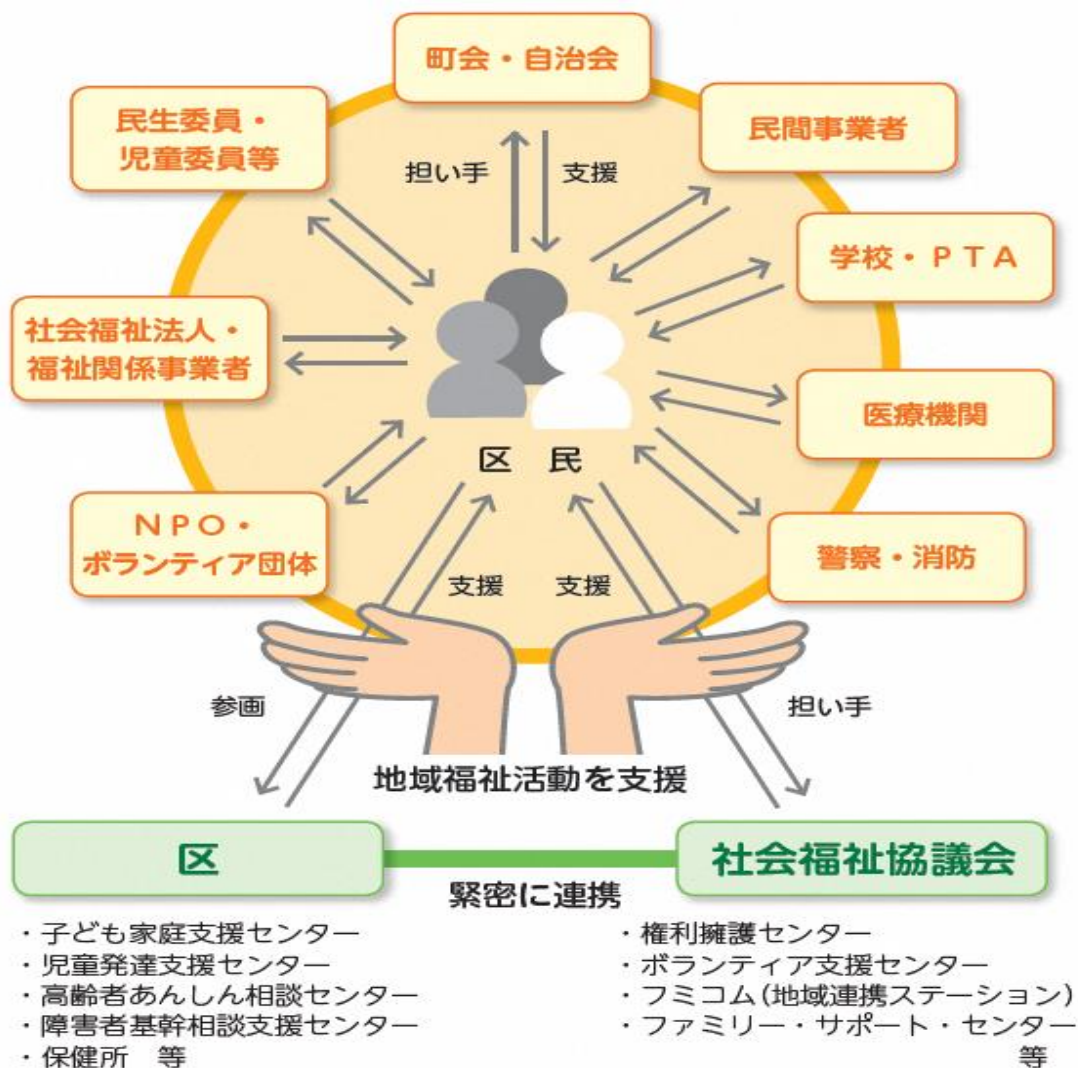 町会・自治会
民生委員・
児童委員等
民間事業者
担い手
支援
学校・ＰＴＡ
社会福祉法人・
福祉関係事業者
医療機関
区　民
ＮＰＯ・
ボランティア団体
警察・消防
支援
支援
参画
担い手
地域福祉活動を支援
区
社会福祉協議会
緊密に連携
・子ども家庭支援センター
・児童発達支援センター
・高齢者あんしん相談センター
・障害者基幹相談支援センター
・保健所　等
・権利擁護センター
・ボランティア支援センター
・フミコム(地域連携ステーション)
・ファミリー・サポート・センター
等